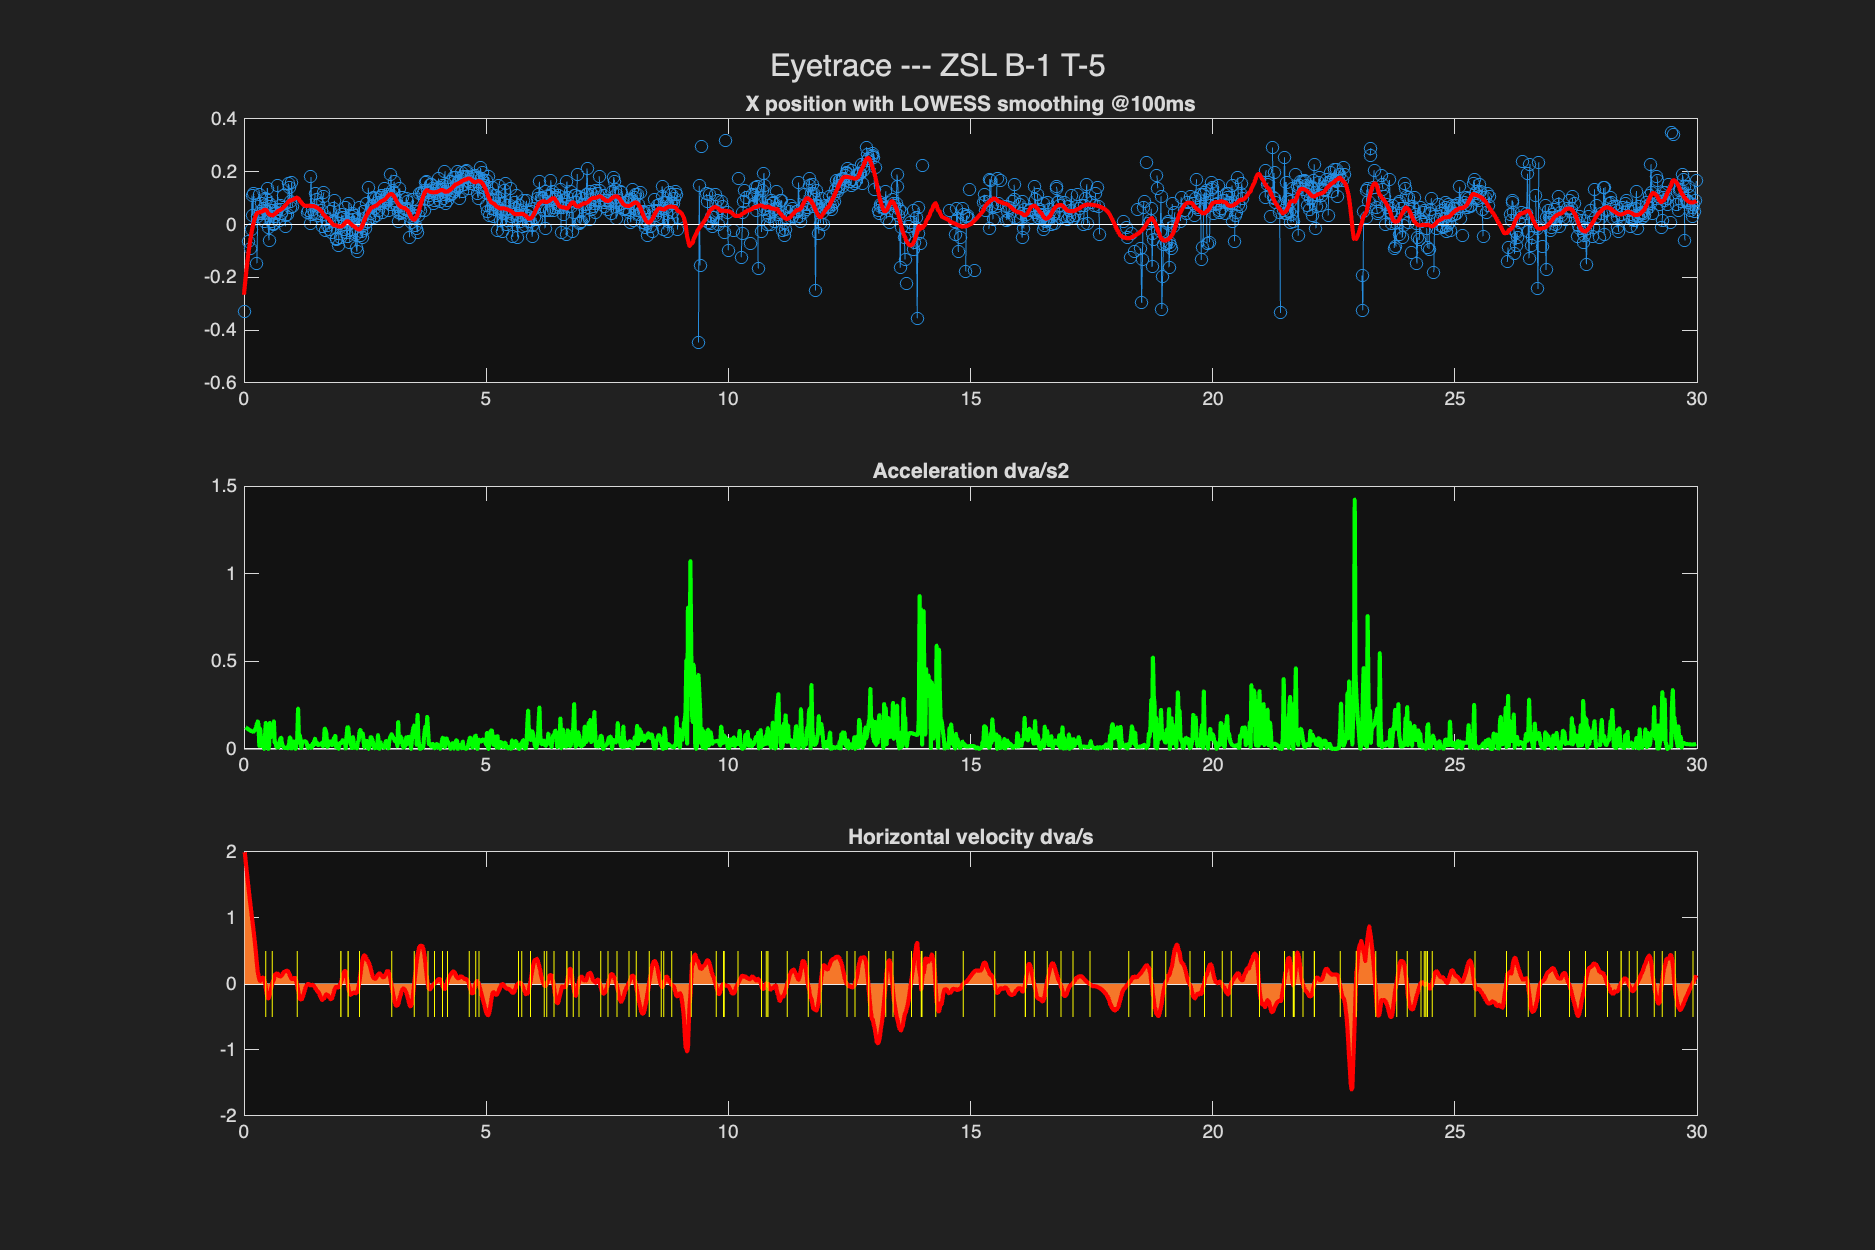 Eyetrace --- ZSL B-1 T-5
X position with LOWESS smoothing @100ms
0.4
0.2
0
-0.2
-0.4
-0.6
0 5 10 15 20 25 30
Acceleration dva/s2
1.5
1
0.5
0
0 5 10 15 20 25 30
Horizontal velocity dva/s
2
1
0
-1
-2
0 5 10 15 20 25 30